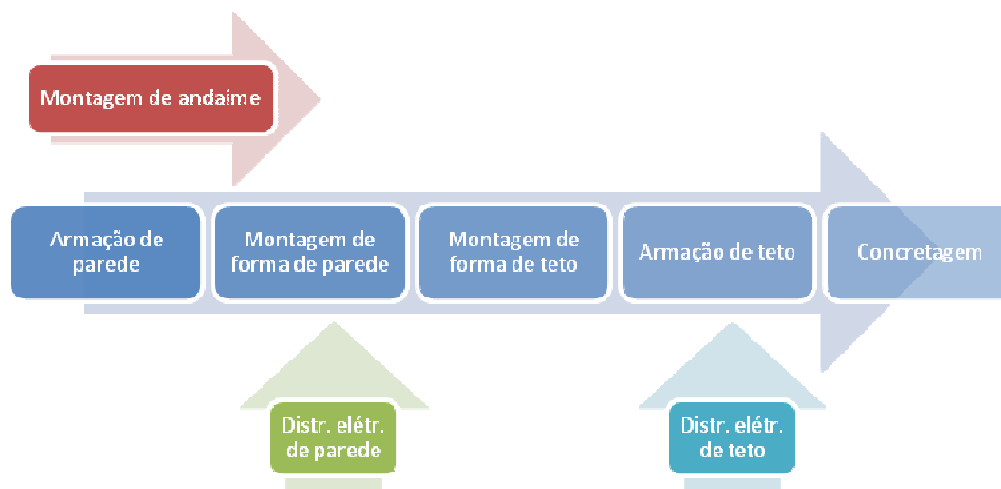 Montagem de andaime
Armação de
parede
Montagem de
forma de parede
Montagem de
forma de teto
Armação de teto
Concretagem
Distr. elétr.
de parede
Distr. elétr.
de teto